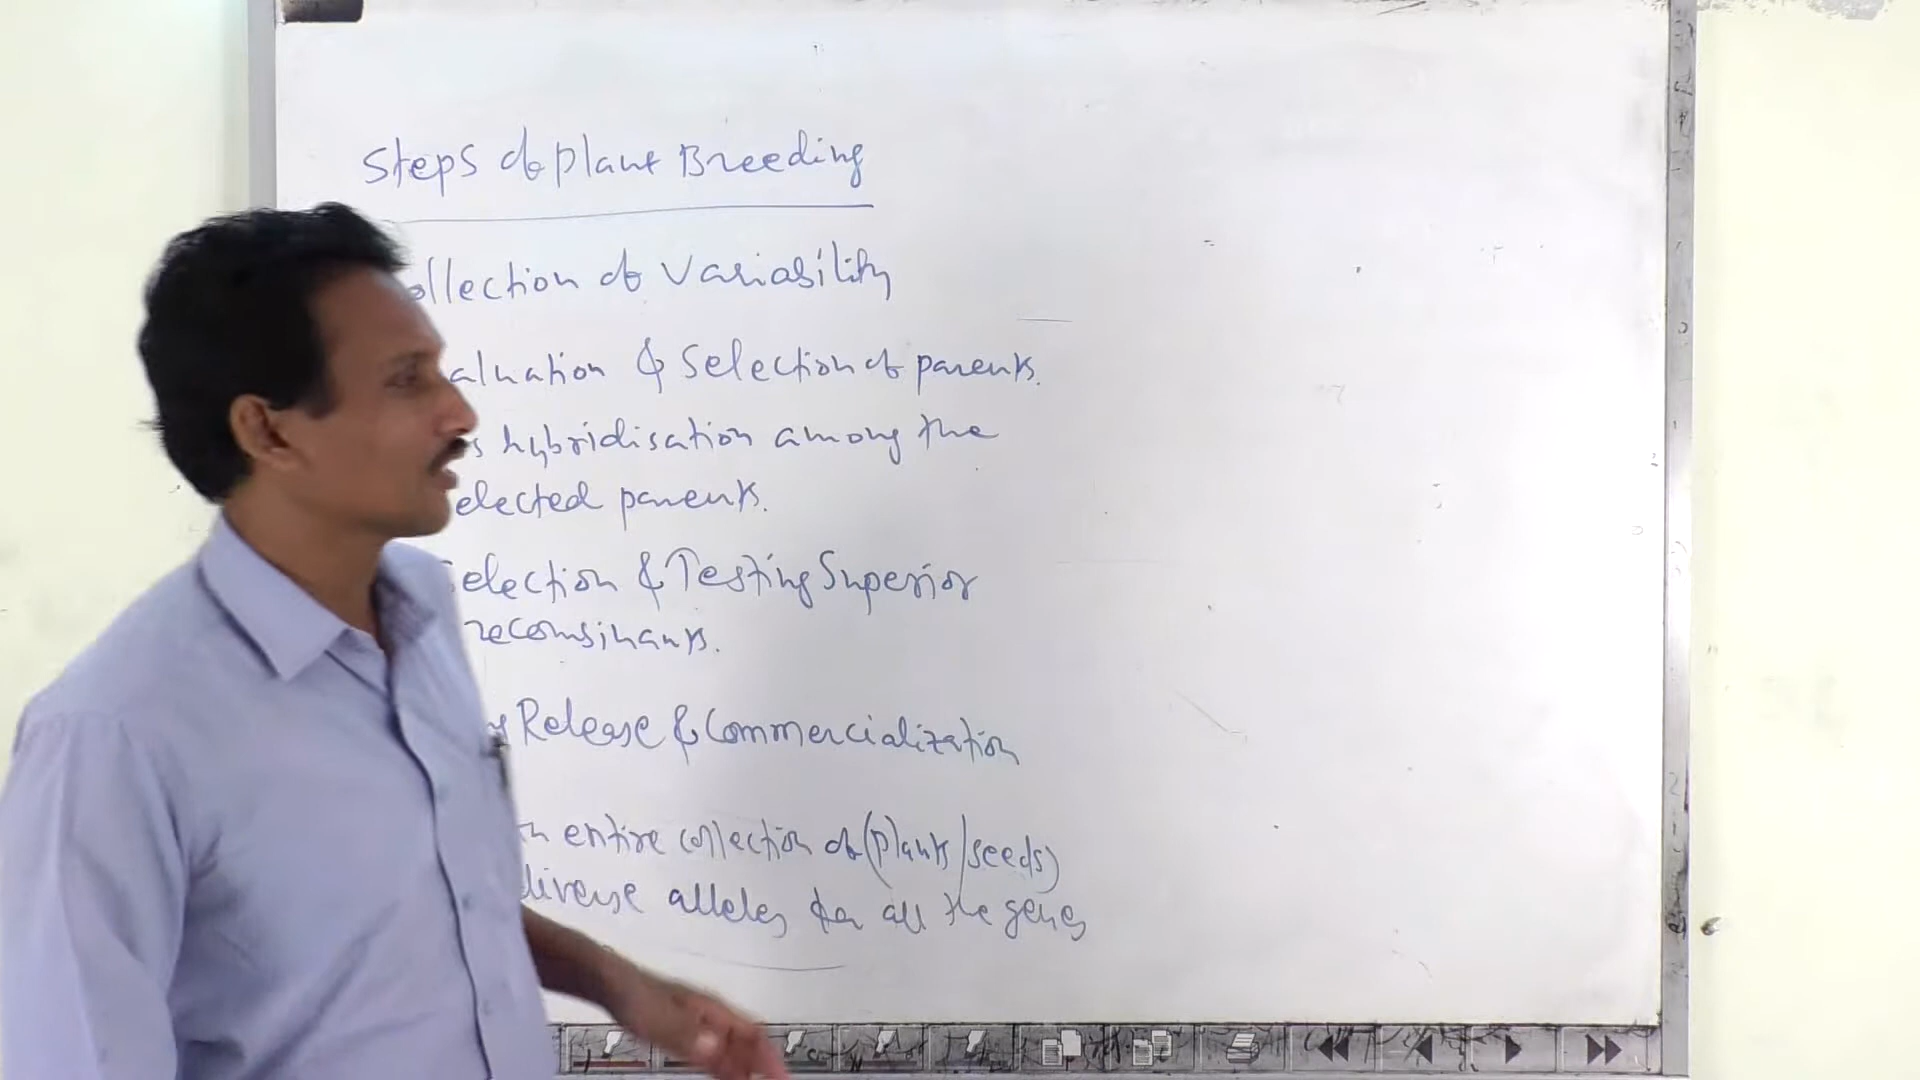 Steps of plant Breeding
ollection of variability
aluation & Selection of parents.
s hybridisation among the
elected parents.
election & Testing Superior
recombinants.
Release & Commercialization
n entire collection of (plants/seeds)
diverse alleles for all the genes